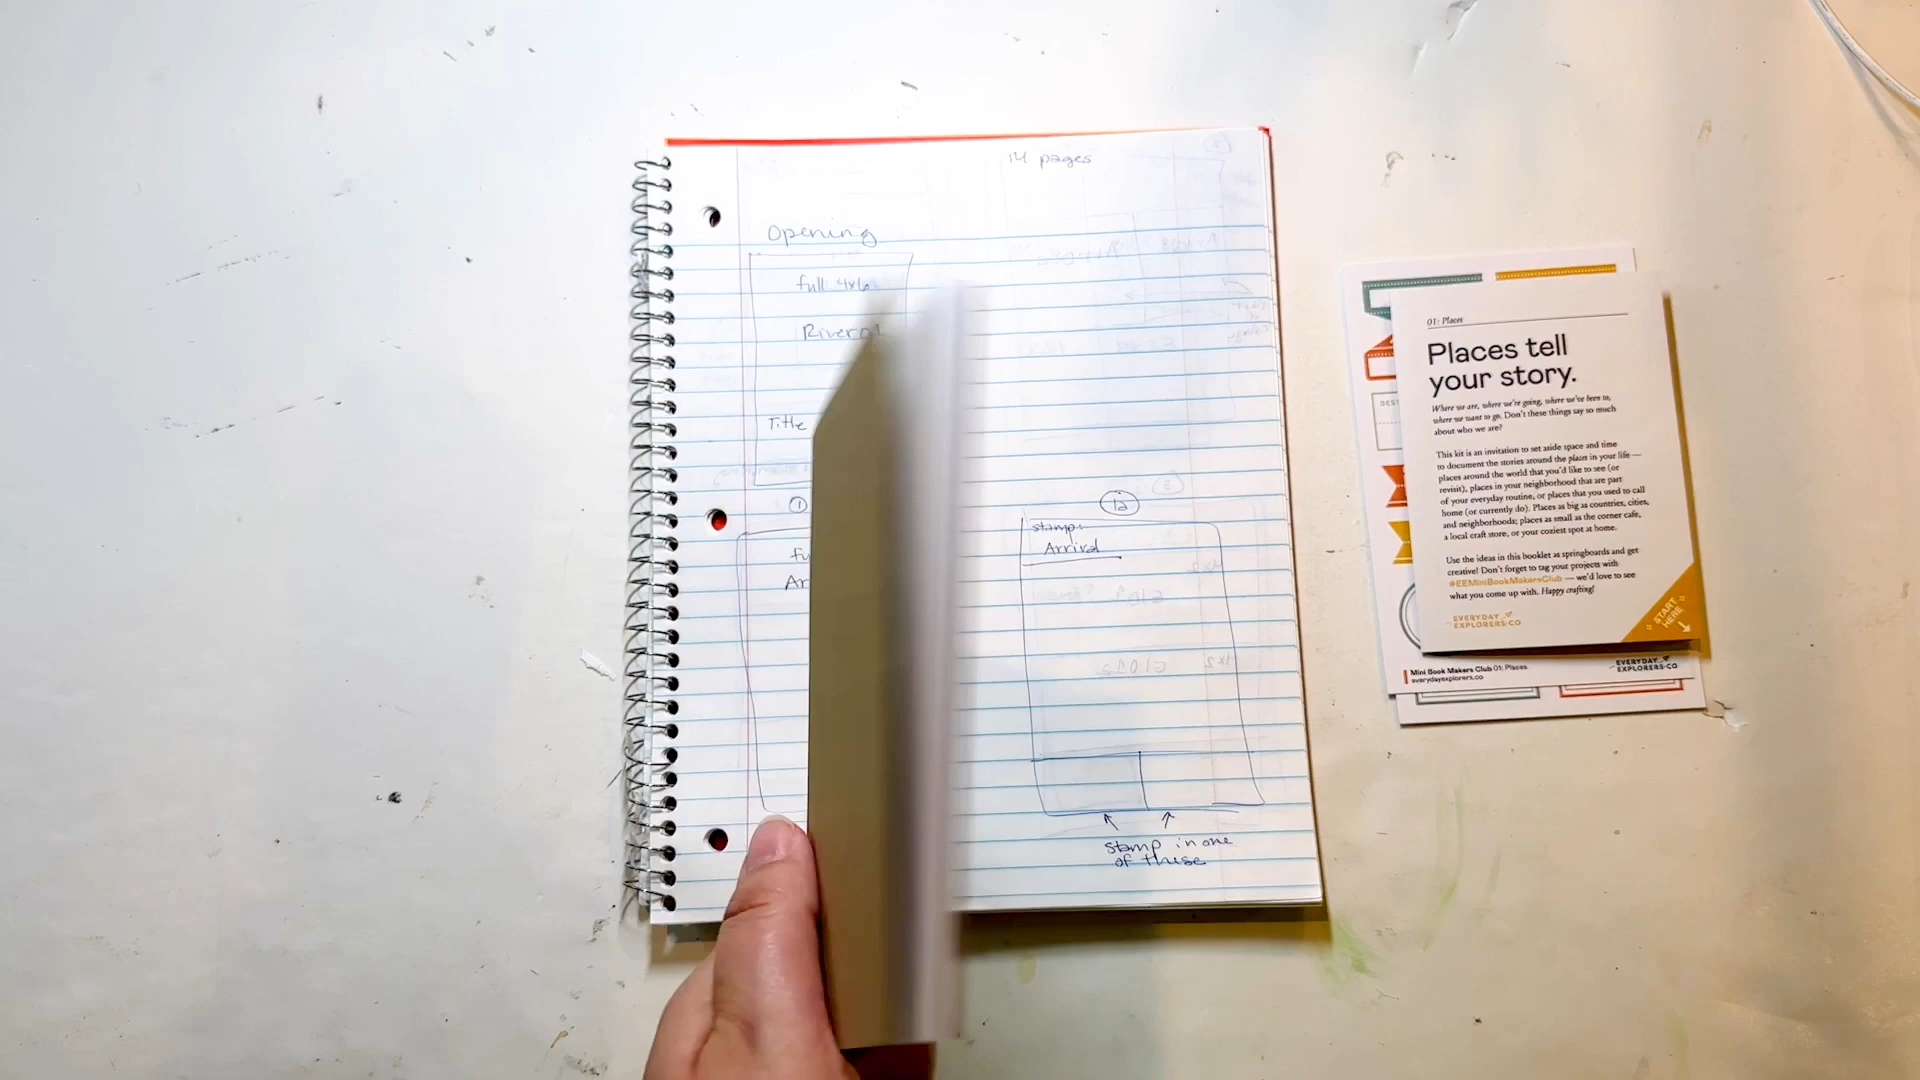 14 pages
Opening
full 4x6
Title
1
12
stamp:
Arrival
stamp in one
of these
01: Places
Places tell
your story.
Where we are, where we're going, where we've been to,
where we want to go. Don't these things say so much
about who we are?
This kit is an invitation to set aside space and time
to document the stories around the places in your life —
places around the world that you'd like to see (or
revisit), places in your neighborhood that are part
of your everyday routine, or places that you used to call
home (or currently do). Places as big as countries, cities,
and neighborhoods; places as small as the corner cafe,
a local craft store, or your coziest spot at home.
Use the ideas in this booklet as springboards and get
creative! Don't forget to tag your projects with
#EEMiniBookMakersClub — we'd love to see
what you come up with. Happy crafting!
EVERYDAY
EXPLORERS CO
START
HERE
BEST
Mini Book Makers Club 01: Places
everydayexplorers.co
EVERYDAY
EXPLORERS CO